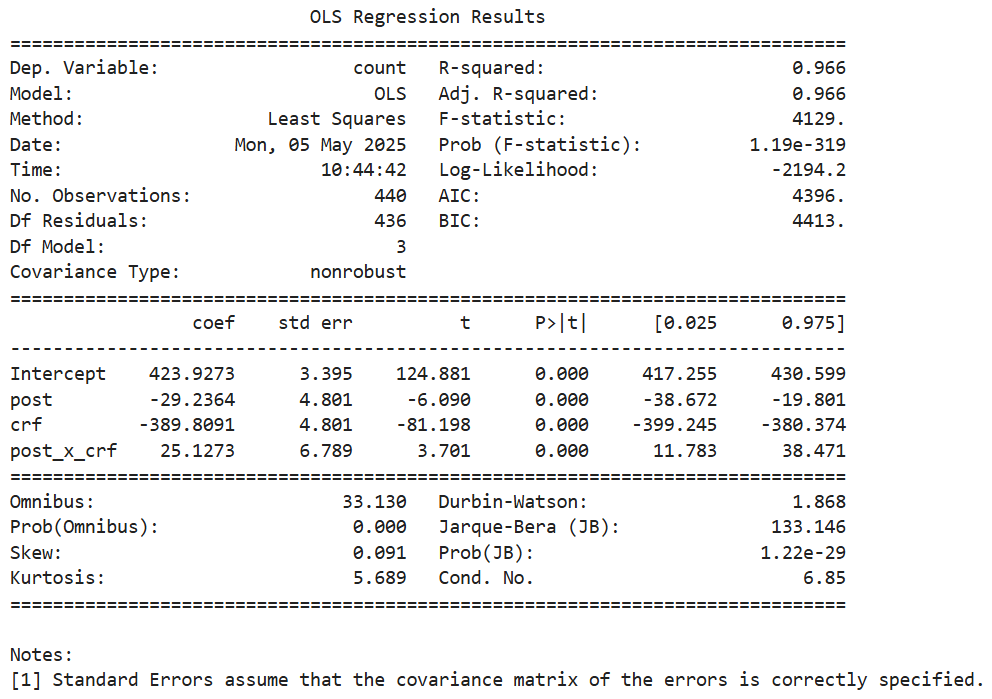 OLS Regression Results
==============================================================================
Dep. Variable: count R-squared: 0.966
Model: OLS Adj. R-squared: 0.966
Method: Least Squares F-statistic: 4129.
Date: Mon, 05 May 2025 Prob (F-statistic): 1.19e-319
Time: 10:44:42 Log-Likelihood: -2194.2
No. Observations: 440 AIC: 4396.
Df Residuals: 436 BIC: 4413.
Df Model: 3
Covariance Type: nonrobust
==============================================================================
coef std err t P>|t| [0.025 0.975]
------------------------------------------------------------------------------
Intercept 423.9273 3.395 124.881 0.000 417.255 430.599
post -29.2364 4.801 -6.090 0.000 -38.672 -19.801
crf -389.8091 4.801 -81.198 0.000 -399.245 -380.374
post_x_crf 25.1273 6.789 3.701 0.000 11.783 38.471
==============================================================================
Omnibus: 33.130 Durbin-Watson: 1.868
Prob(Omnibus): 0.000 Jarque-Bera (JB): 133.146
Skew: 0.091 Prob(JB): 1.22e-29
Kurtosis: 5.689 Cond. No. 6.85
==============================================================================
Notes:
[1] Standard Errors assume that the covariance matrix of the errors is correctly specified.